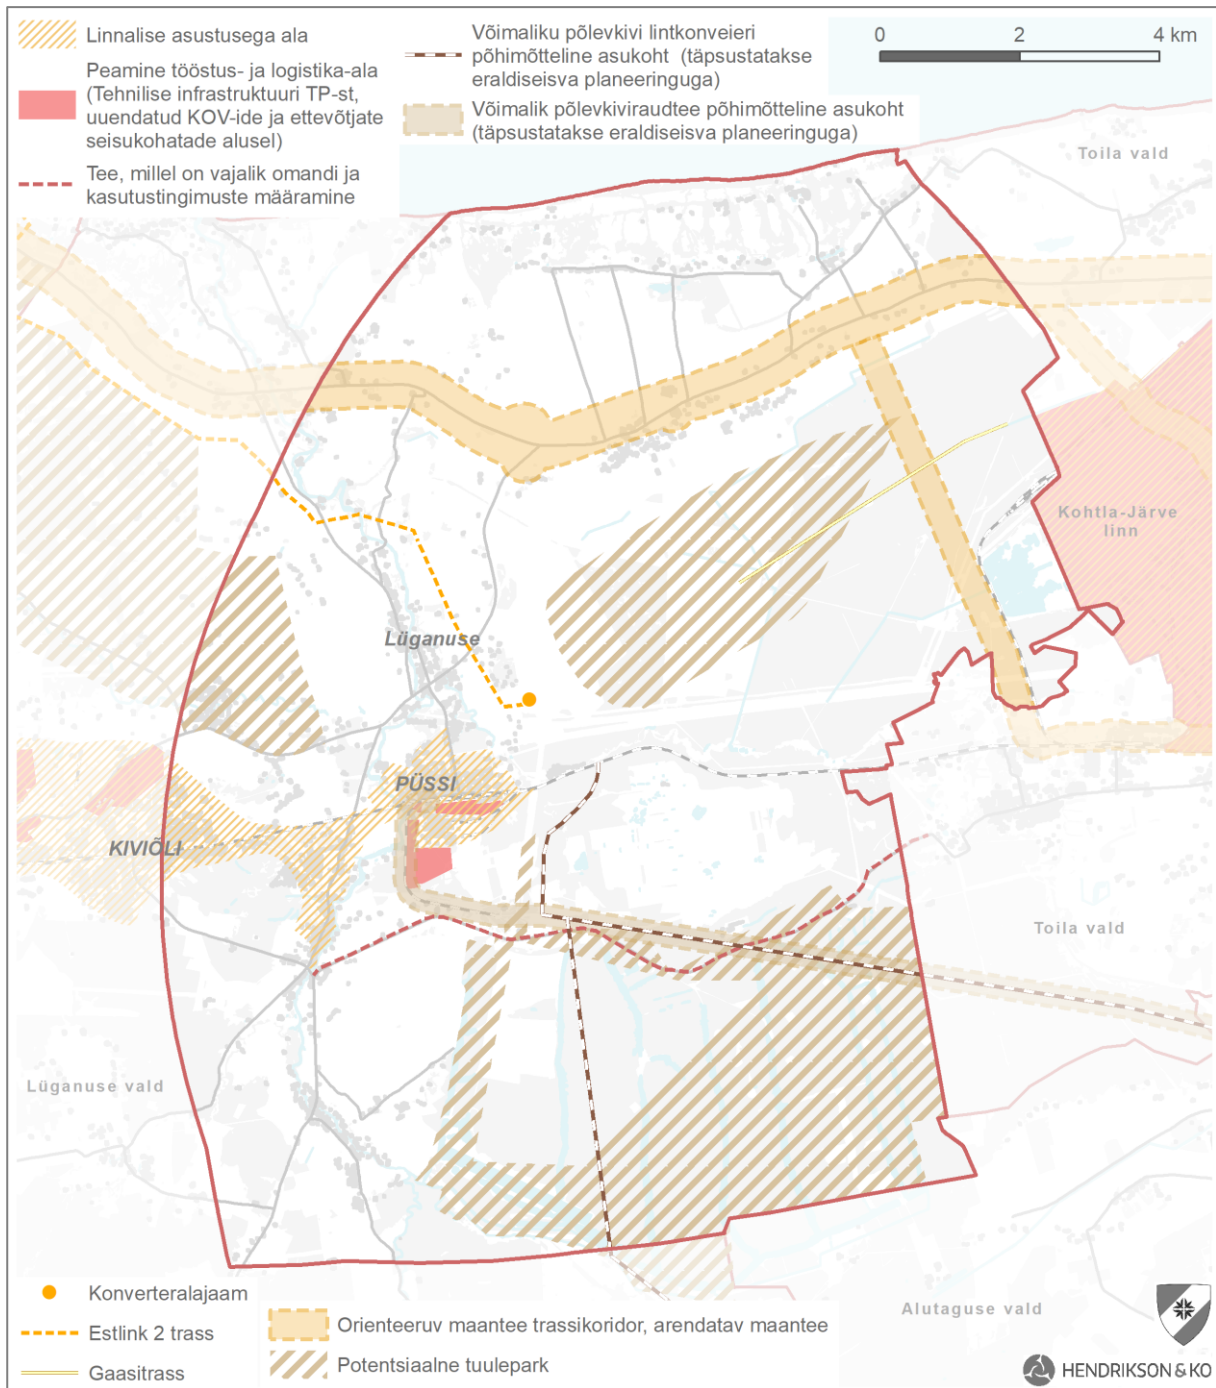 Linnalise asustusega ala
Peamine tööstus- ja logistika-ala
(Tehnilise infrastruktuuri TP-st,
uuendatud KOV-ide ja ettevõtjate
seisukohatade alusel)
Tee, millel on vajalik omandi ja
kasutustingimuste määramine
Võimaliku põlevkivi lintkonveieri
põhimõtteline asukoht (täpsustatakse
eraldiseisva planeeringuga)
Võimalik põlevkiviraudtee põhimõtteline asukoht
(täpsustatakse eraldiseisva planeeringuga)
0 2 4 km
Toila vald
Kohtla-Järve
linn
Lüganuse
PÜSSI
KIVIÕLI
Toila vald
Lüganuse vald
Alutaguse vald
Konverteralajaam
Estlink 2 trass
Gaasitrass
Orienteeruv maantee trassikoridor, arendatav maantee
Potentsiaalne tuulepark
HENDRIKSON & KO